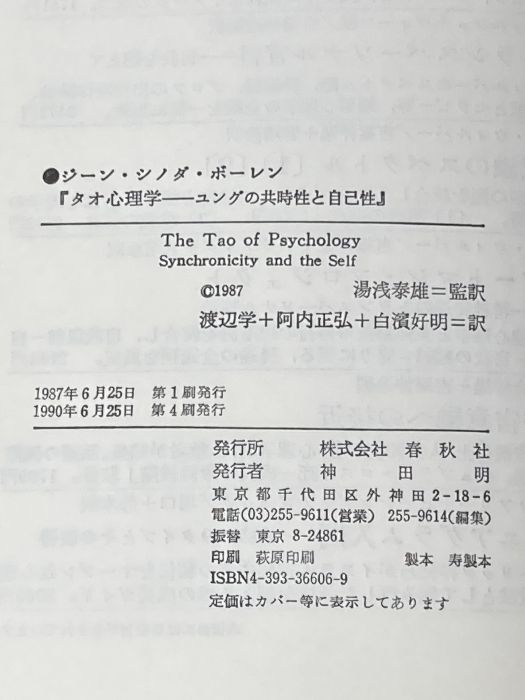 ●ジーン・シノダ・ボーレン
『タオ心理学――ユングの共時性と自己性』
The Tao of Psychology
Synchronicity and the Self
©1987 湯浅泰雄＝監訳
渡辺学＋阿内正弘＋白濱好明＝訳
1987年6月25日 第1刷発行
1990年6月25日 第4刷発行
発行所 株式会社 春秋社
発行者 神田明
東京都千代田区外神田2-18-6
電話(03)255-9611(営業) 255-9614(編集)
振替 東京 8-24861
印刷 萩原印刷 製本 寿製本
ISBN4-393-36606-9
定価はカバー等に表示してあります